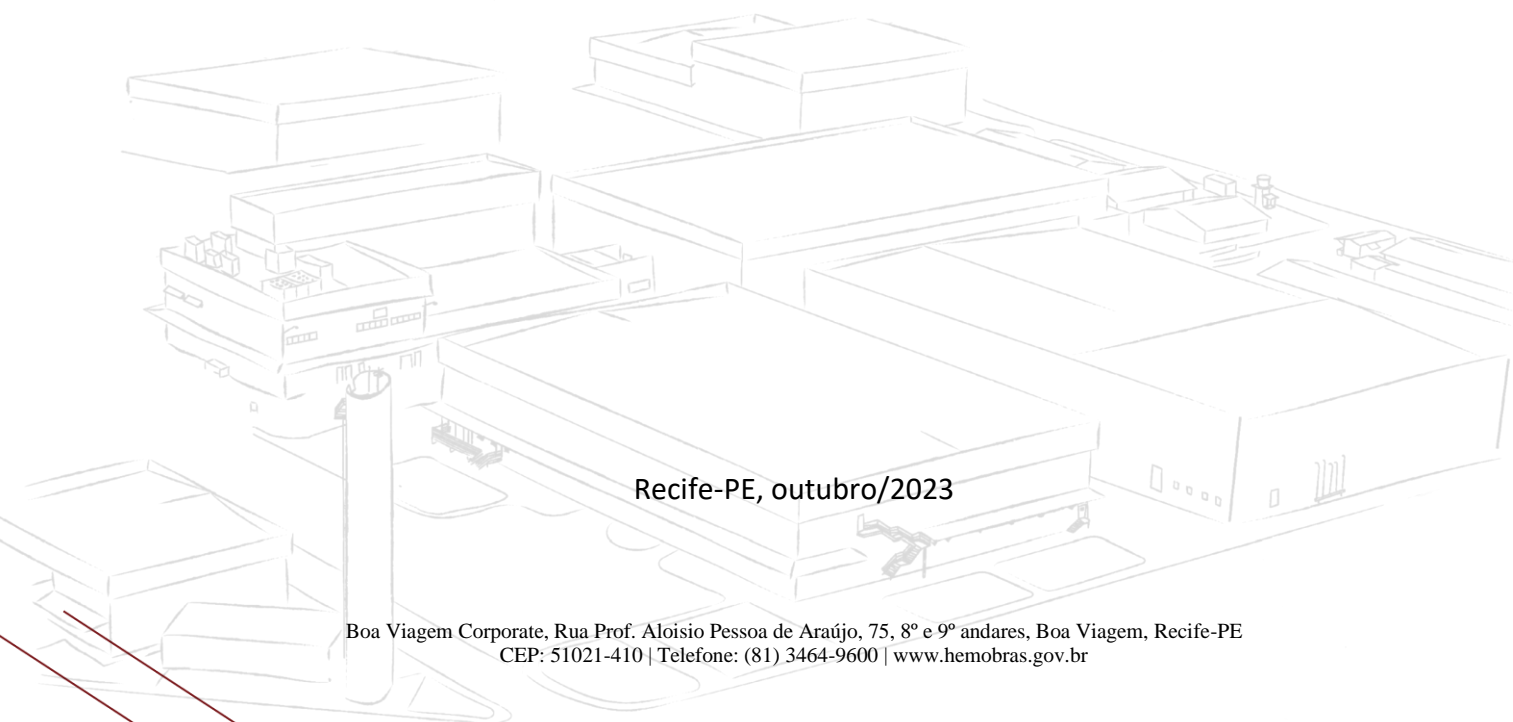 Recife-PE, outubro/2023
Boa Viagem Corporate, Rua Prof. Aloisio Pessoa de Araújo, 75, 8º e 9º andares, Boa Viagem, Recife-PE
CEP: 51021-410 | Telefone: (81) 3464-9600 | www.hemobras.gov.br